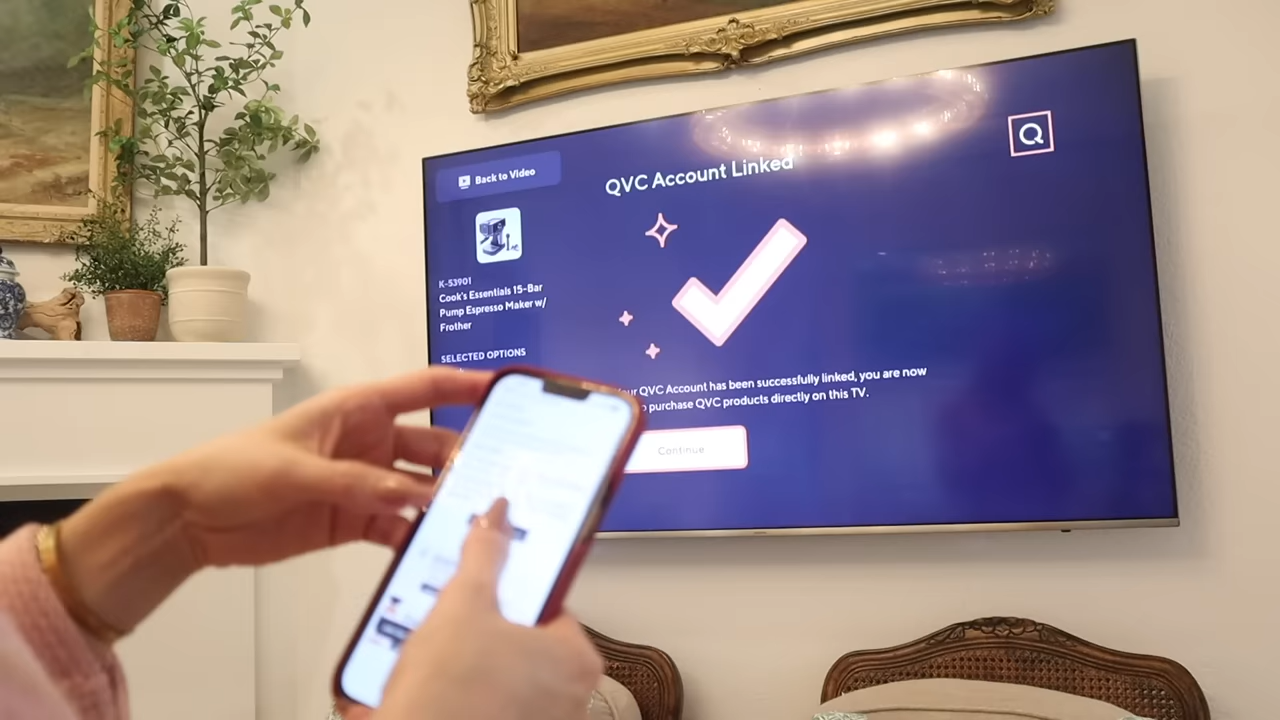 Back to Video
QVC Account Linked
Q
K-53901
Cook's Essentials 15-Bar
Pump Espresso Maker w/
Frother
SELECTED OPTIONS
QVC Account has been successfully linked, you are now
purchase QVC products directly on this TV.
Continue